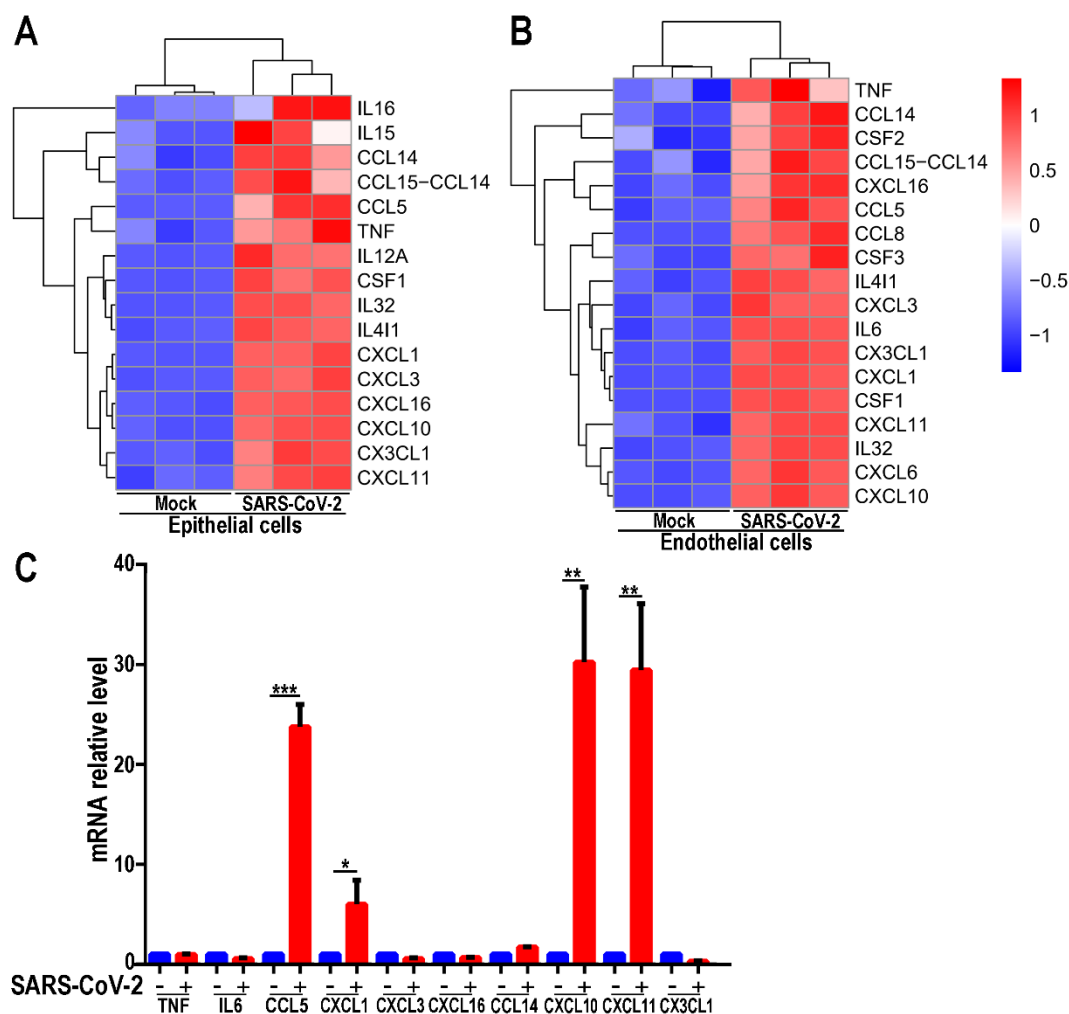 A
IL16
IL15
CCL14
CCL15−CCL14
CCL5
TNF
IL12A
CSF1
IL32
IL4I1
CXCL1
CXCL3
CXCL16
CXCL10
CX3CL1
CXCL11
Mock SARS-CoV-2
Epithelial cells
B
TNF
CCL14
CSF2
CCL15−CCL14
CXCL16
CCL5
CCL8
CSF3
IL4I1
CXCL3
IL6
CX3CL1
CXCL1
CSF1
CXCL11
IL32
CXCL6
CXCL10
Mock SARS-CoV-2
Endothelial cells
1
0.5
0
−0.5
−1
C
mRNA relative level
40
30
20
10
0
*** * ** **
SARS-CoV-2 - + - + - + - + - + - + - + - + - + - +
TNF IL6 CCL5 CXCL1 CXCL3 CXCL16 CCL14 CXCL10 CXCL11 CX3CL1